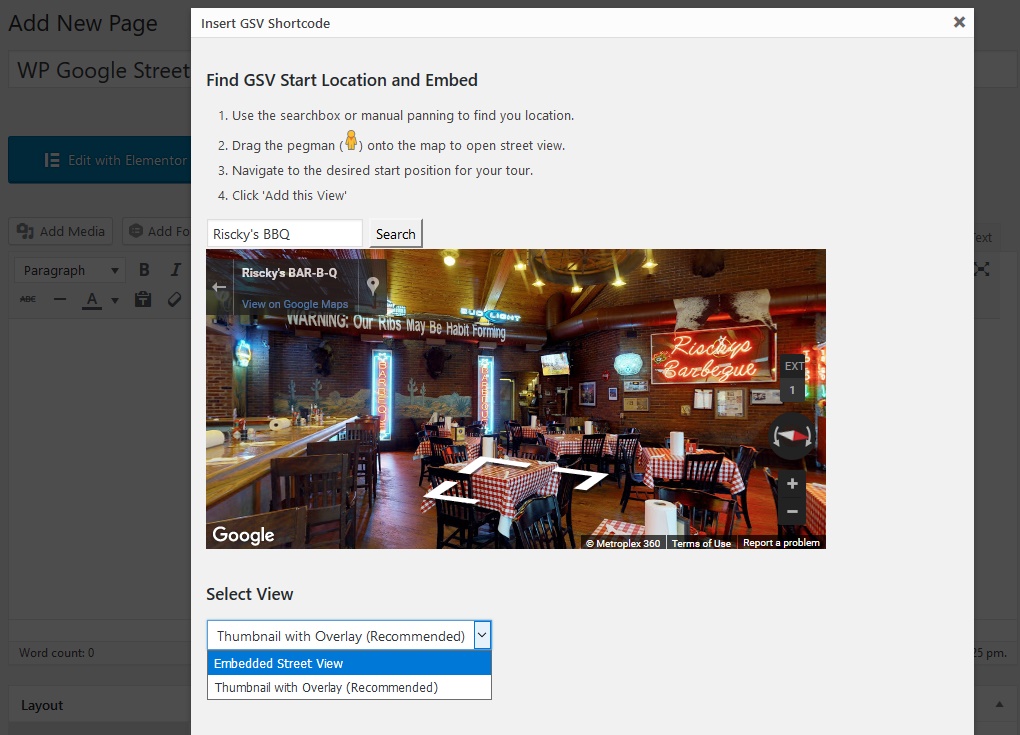 Add New Page
WP Google Street
Edit with Elementor
Add Media
Add Fo
Text
Paragraph
B
I
ABC
A
Word count: 0
25 pm.
Layout
Insert GSV Shortcode
Find GSV Start Location and Embed
1. Use the searchbox or manual panning to find you location.
2. Drag the pegman ( ) onto the map to open street view.
3. Navigate to the desired start position for your tour.
4. Click 'Add this View'
Riscky's BBQ
Search
Riscky's BAR-B-Q
View on Google Maps
BUD LIGHT
WARNING: Our Ribs May Be Habit Forming
Risckys
Barbeque
EXT
1
Google
© Metroplex 360
Terms of Use
Report a problem
Select View
Thumbnail with Overlay (Recommended)
Embedded Street View
Thumbnail with Overlay (Recommended)